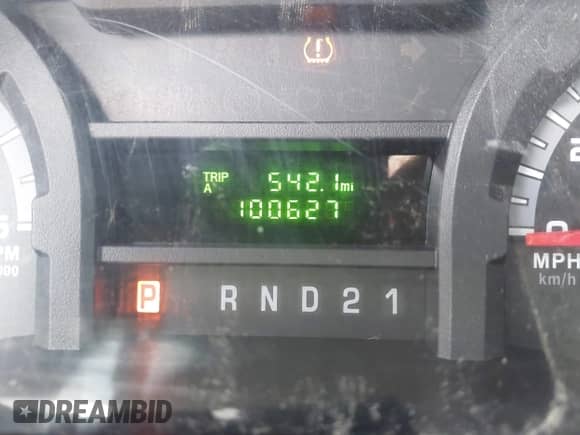 TRIP A 542.1 mi
100627
P R N D 2 1
MPH
km/h
DREAMBID